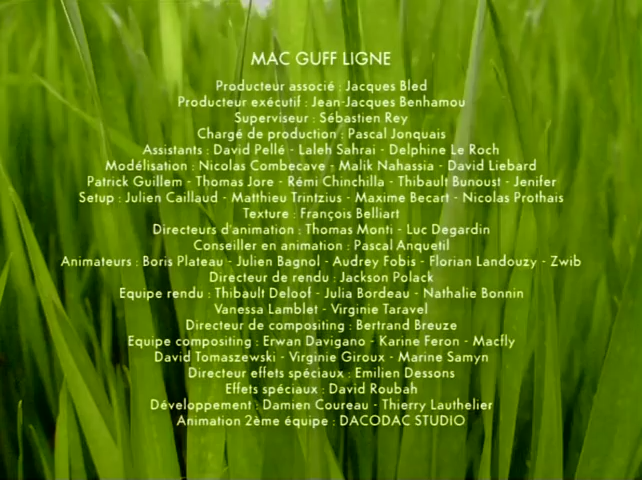 MAC GUFF LIGNE
Producteur associé : Jacques Bled
Producteur exécutif : Jean-Jacques Benhamou
Superviseur : Sébastien Rey
Chargé de production : Pascal Jonquais
Assistants : David Pellé - Laleh Sahrai - Delphine Le Roch
Modélisation : Nicolas Combecave - Malik Nahassia - David Liebard
Patrick Guillem - Thomas Jore - Rémi Chinchilla - Thibault Bunoust - Jenifer
Setup : Julien Caillaud - Matthieu Trintzius - Maxime Becart - Nicolas Prothais
Texture : François Belliart
Directeurs d'animation : Thomas Monti - Luc Degardin
Conseiller en animation : Pascal Anquetil
Animateurs : Boris Plateau - Julien Bagnol - Audrey Fobis - Florian Landouzy - Zwib
Directeur de rendu : Jackson Polack
Equipe rendu : Thibault Deloof - Julia Bordeau - Nathalie Bonnin
Vanessa Lamblet - Virginie Taravel
Directeur de compositing : Bertrand Breuze
Equipe compositing : Erwan Davigano - Karine Feron - Macfly
David Tomaszewski - Virginie Giroux - Marine Samyn
Directeur effets spéciaux : Emilien Dessons
Effets spéciaux : David Roubah
Développement : Damien Coureau - Thierry Lauthelier
Animation 2ème équipe : DACODAC STUDIO